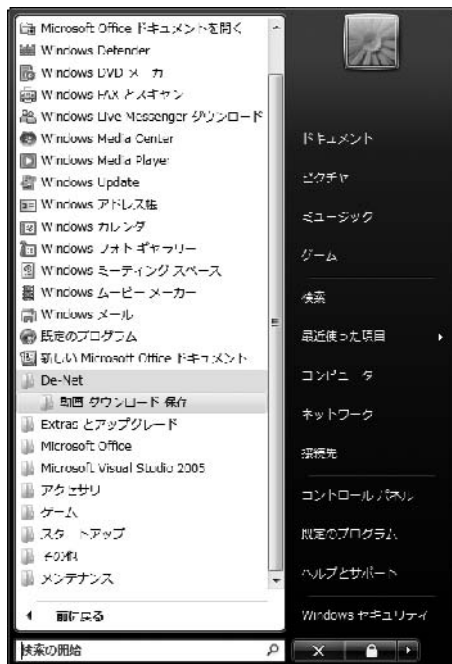 Microsoft Office ドキュメントを開く
Windows Defender
Windows DVD メーカー
Windows FAX とスキャン
Windows Live Messenger ダウンロード
Windows Media Center
Windows Media Player
Windows Update
Windows アドレス帳
Windows カレンダ
Windows フォト ギャラリー
Windows ミーティング スペース
Windows ムービー メーカー
Windows メール
既定のプログラム
新しい Microsoft Office ドキュメント
De-Net
動画 ダウンロード 保存
Extras とアップグレード
Microsoft Office
Microsoft Visual Studio 2005
アクセサリ
ゲーム
スタートアップ
その他
メンテナンス
前に戻る
検索の開始
ドキュメント
ピクチャ
ミュージック
ゲーム
検索
最近使った項目
コンピュータ
ネットワーク
接続先
コントロール パネル
既定のプログラム
ヘルプとサポート
Windows セキュリティ